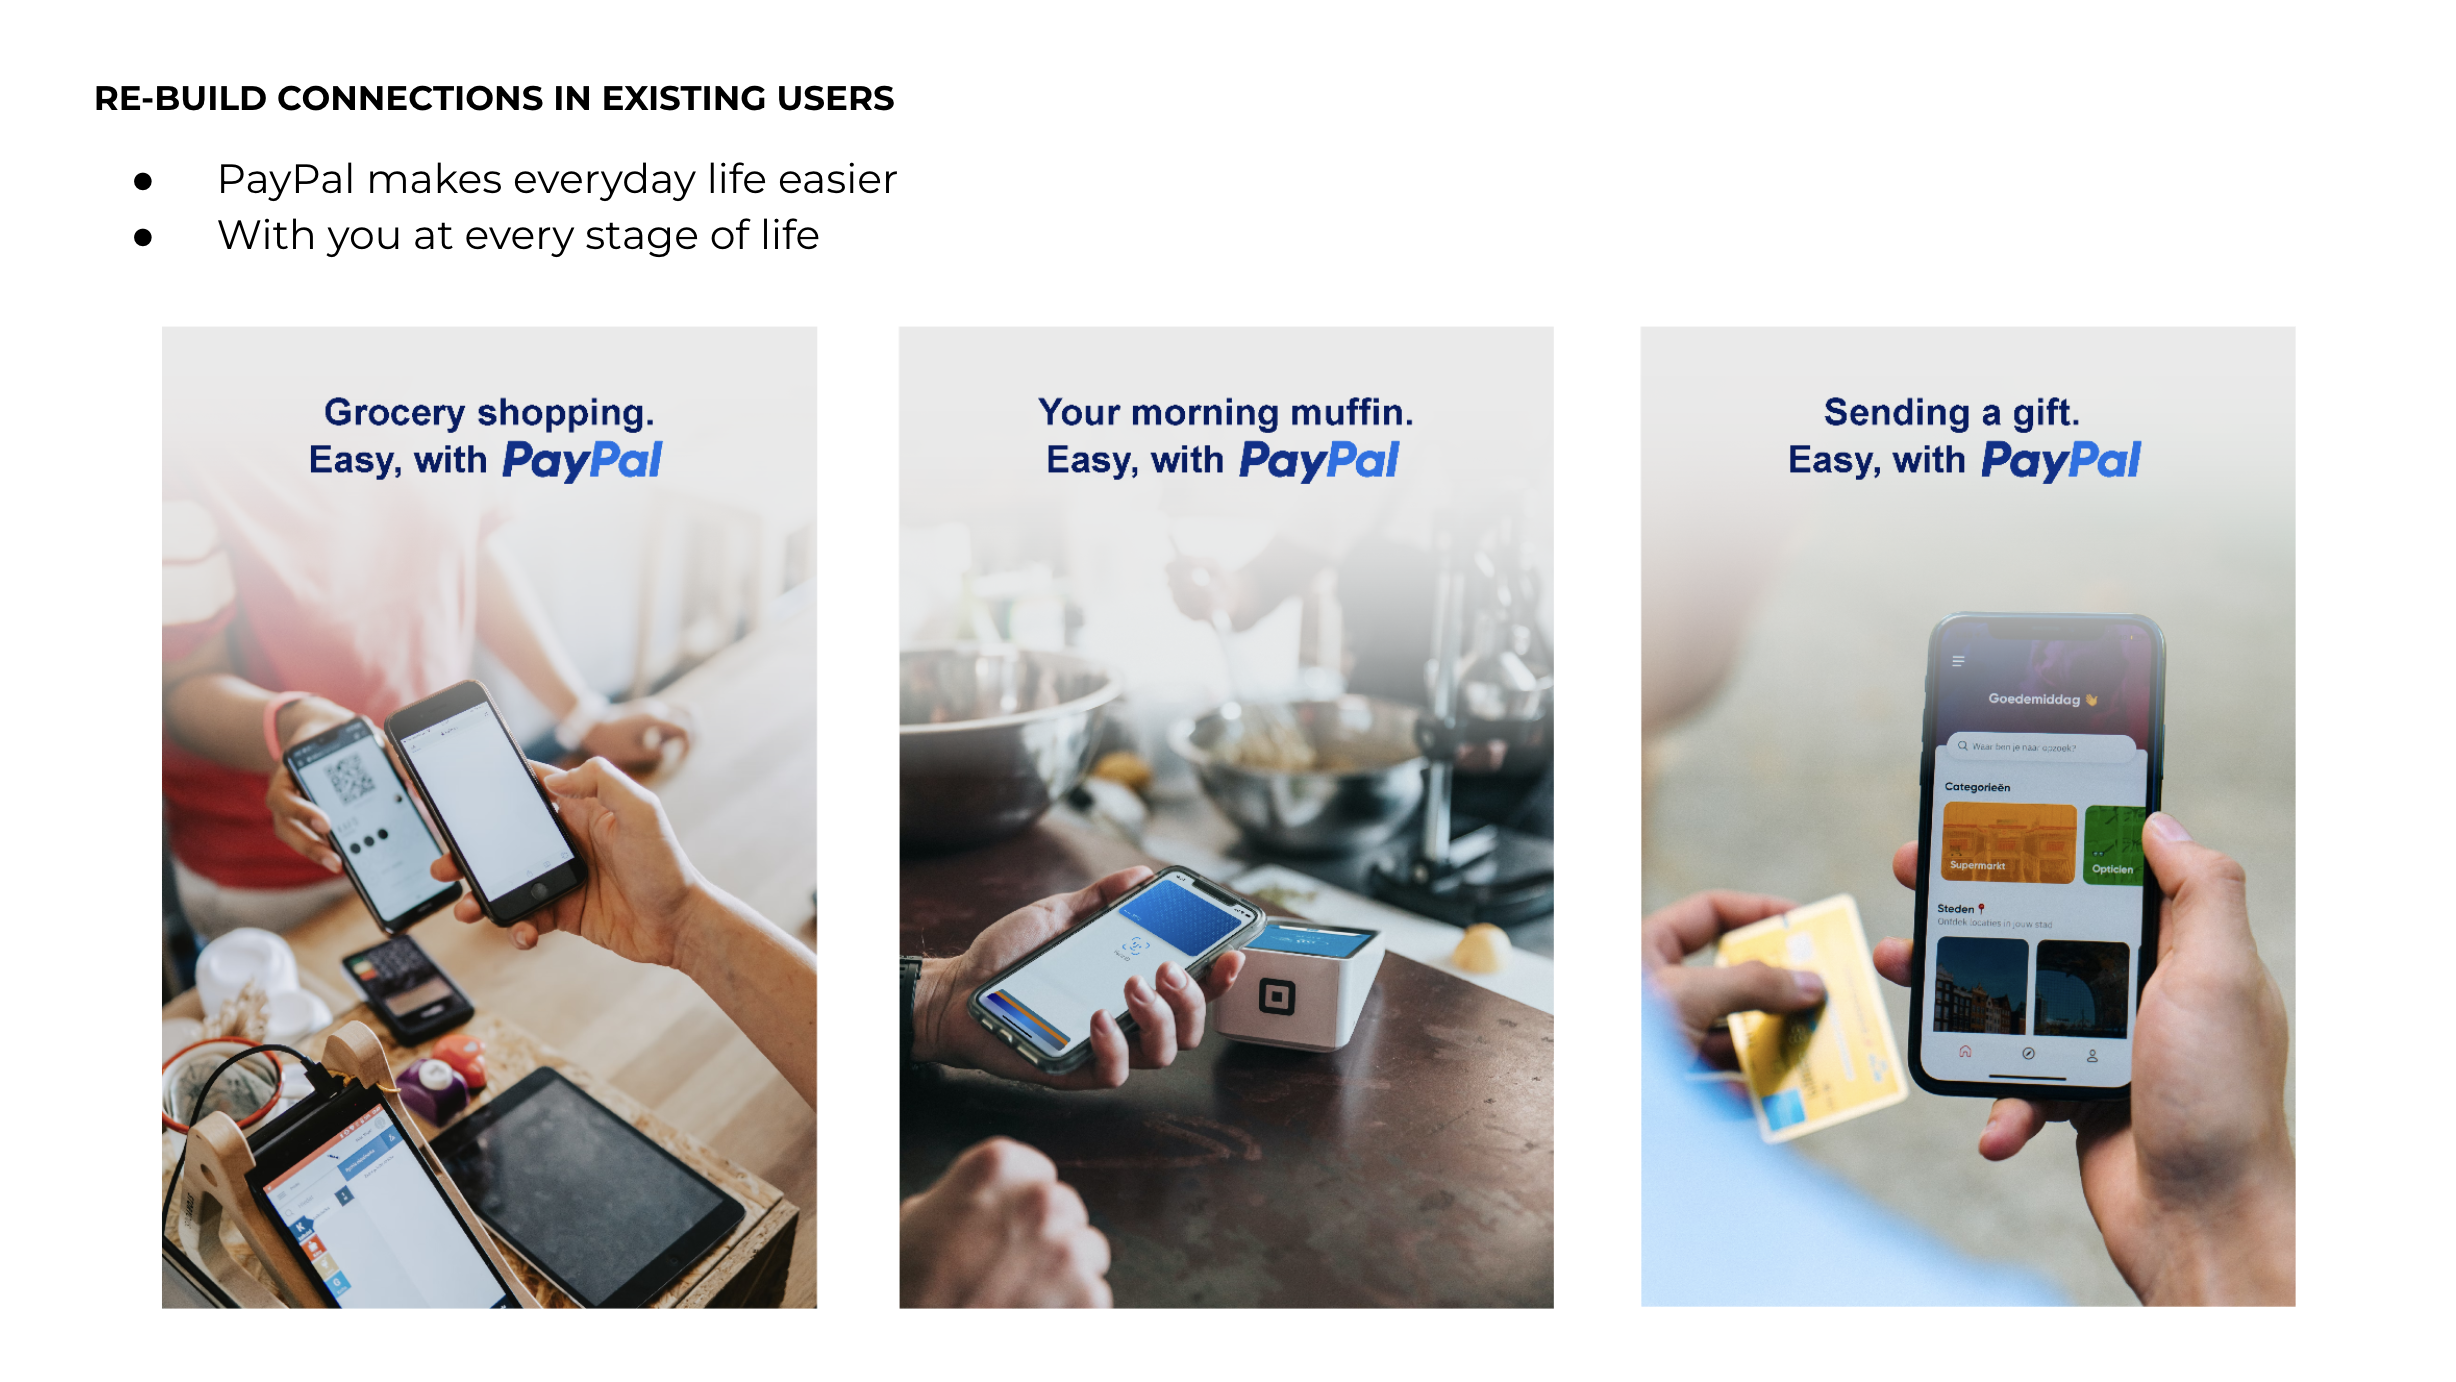 RE-BUILD CONNECTIONS IN EXISTING USERS
● PayPal makes everyday life easier
● With you at every stage of life
Grocery shopping.
Easy, with PayPal
Your morning muffin.
Easy, with PayPal
Sending a gift.
Easy, with PayPal
Goedemiddag 👋
Waar ben je naar opzoek?
Categorieën
Supermarkt
Opticien
Steden 📍
Ontdek locaties in jouw stad